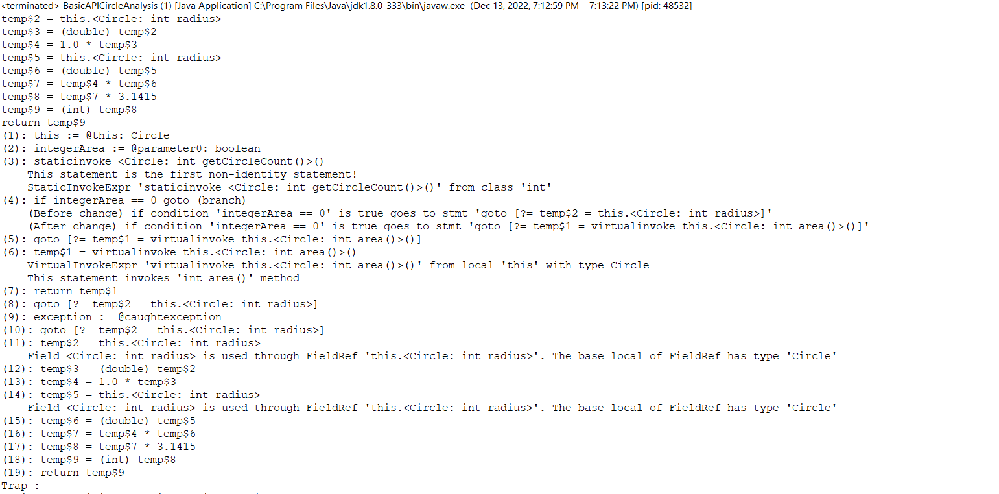 <terminated> BasicAPICircleAnalysis (1) [Java Application] C:\Program Files\Java\jdk1.8.0_333\bin\javaw.exe (Dec 13, 2022, 7:12:59 PM – 7:13:22 PM) [pid: 48532]
temp$2 = this.<Circle: int radius>
temp$3 = (double) temp$2
temp$4 = 1.0 * temp$3
temp$5 = this.<Circle: int radius>
temp$6 = (double) temp$5
temp$7 = temp$4 * temp$6
temp$8 = temp$7 * 3.1415
temp$9 = (int) temp$8
return temp$9
(1): this := @this: Circle
(2): integerArea := @parameter0: boolean
(3): staticinvoke <Circle: int getCircleCount()>()
This statement is the first non-identity statement!
StaticInvokeExpr 'staticinvoke <Circle: int getCircleCount()>()' from class 'int'
(4): if integerArea == 0 goto (branch)
(Before change) if condition 'integerArea == 0' is true goes to stmt 'goto [?= temp$2 = this.<Circle: int radius>]'
(After change) if condition 'integerArea == 0' is true goes to stmt 'goto [?= temp$1 = virtualinvoke this.<Circle: int area()>()]'
(5): goto [?= temp$1 = virtualinvoke this.<Circle: int area()>()]
(6): temp$1 = virtualinvoke this.<Circle: int area()>()
VirtualInvokeExpr 'virtualinvoke this.<Circle: int area()>()' from local 'this' with type Circle
This statement invokes 'int area()' method
(7): return temp$1
(8): goto [?= temp$2 = this.<Circle: int radius>]
(9): exception := @caughtexception
(10): goto [?= temp$2 = this.<Circle: int radius>]
(11): temp$2 = this.<Circle: int radius>
Field <Circle: int radius> is used through FieldRef 'this.<Circle: int radius>'. The base local of FieldRef has type 'Circle'
(12): temp$3 = (double) temp$2
(13): temp$4 = 1.0 * temp$3
(14): temp$5 = this.<Circle: int radius>
Field <Circle: int radius> is used through FieldRef 'this.<Circle: int radius>'. The base local of FieldRef has type 'Circle'
(15): temp$6 = (double) temp$5
(16): temp$7 = temp$4 * temp$6
(17): temp$8 = temp$7 * 3.1415
(18): temp$9 = (int) temp$8
(19): return temp$9
Trap :